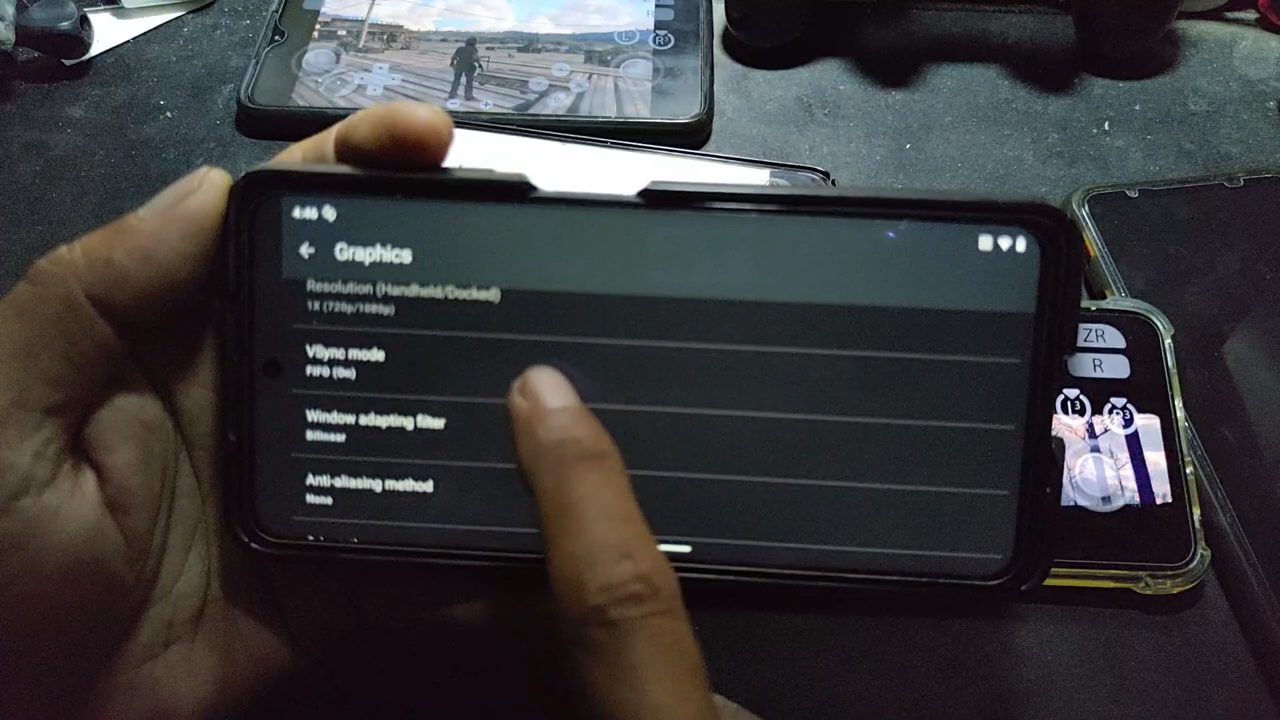 4:46
Graphics
Resolution (Handheld/Docked)
1X (720p/1080p)
VSync mode
FIFO (On)
Window adapting filter
Bilinear
Anti-aliasing method
None
ZR
R